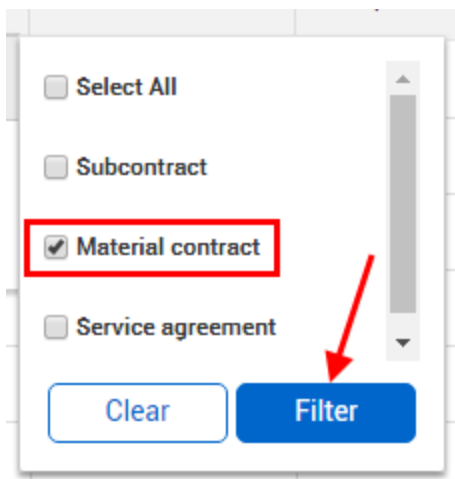 Select All
Subcontract
Material contract
Service agreement
Clear Filter